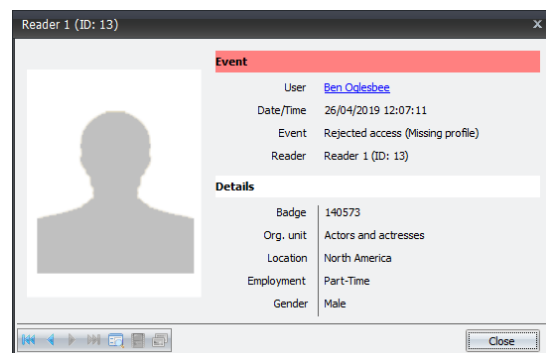 Reader 1 (ID: 13) x
Event
User Ben Oglesbee
Date/Time 26/04/2019 12:07:11
Event Rejected access (Missing profile)
Reader Reader 1 (ID: 13)
Details
Badge 140573
Org. unit Actors and actresses
Location North America
Employment Part-Time
Gender Male
Close